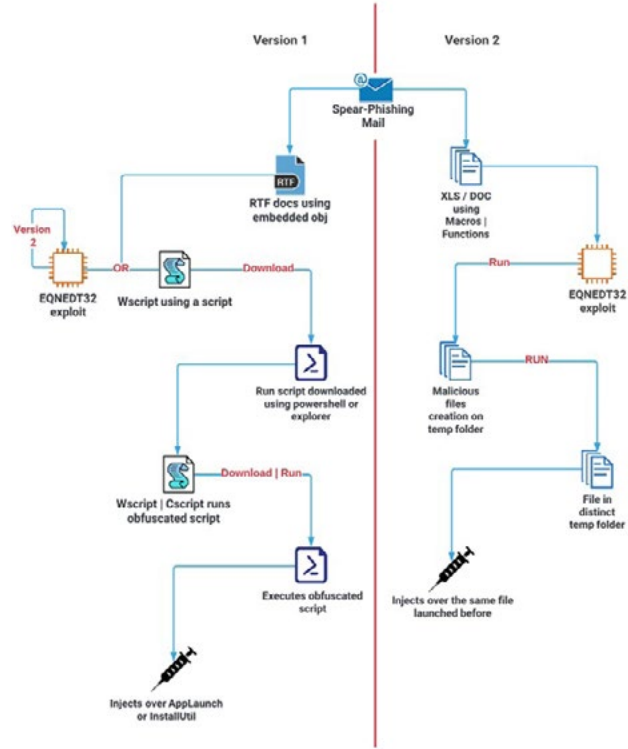 Version 1
Version 2
@
Spear-Phishing
Mail
RTF
RTF docs using
embedded obj
XLS / DOC
using
Macros |
Functions
Version
2
OR
Download
EQNEDT32
exploit
Wscript using a script
Run
EQNEDT32
exploit
Run script downloaded
using powershell or
explorer
RUN
Malicious
files
creation on
temp folder
Download | Run
Wscript | Cscript runs
obfuscated script
File in
distinct
temp folder
Executes obfuscated
script
Injects over the same file
launched before
Injects over AppLaunch
or InstallUtil